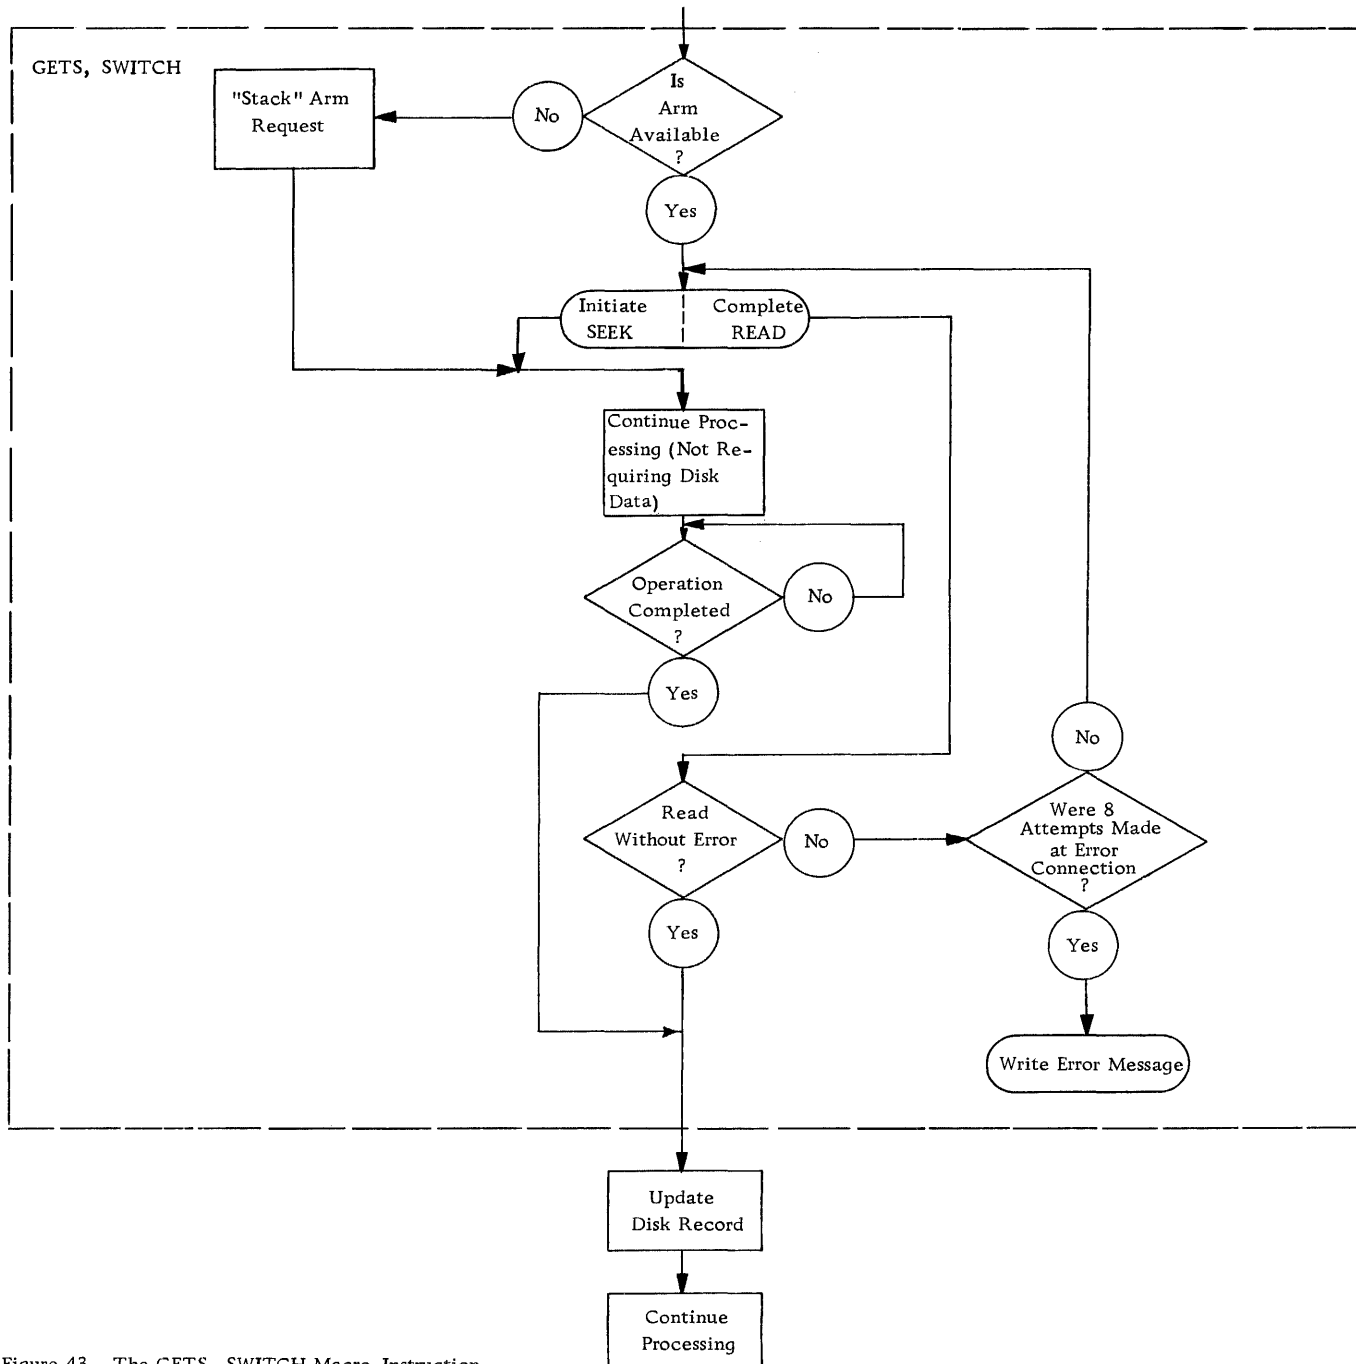 GETS, SWITCH
"Stack" Arm
Request
No
Is
Arm
Available
?
Yes
Initiate
SEEK
Complete
READ
Continue Proc-
essing (Not Re-
quiring Disk
Data)
Operation
Completed
?
No
Yes
No
Read
Without Error
?
No
Were 8
Attempts Made
at Error
Connection
?
Yes
Yes
Write Error Message
Update
Disk Record
Continue
Processing
Figure 43. The GETS, SWITCH Macro-Instruction